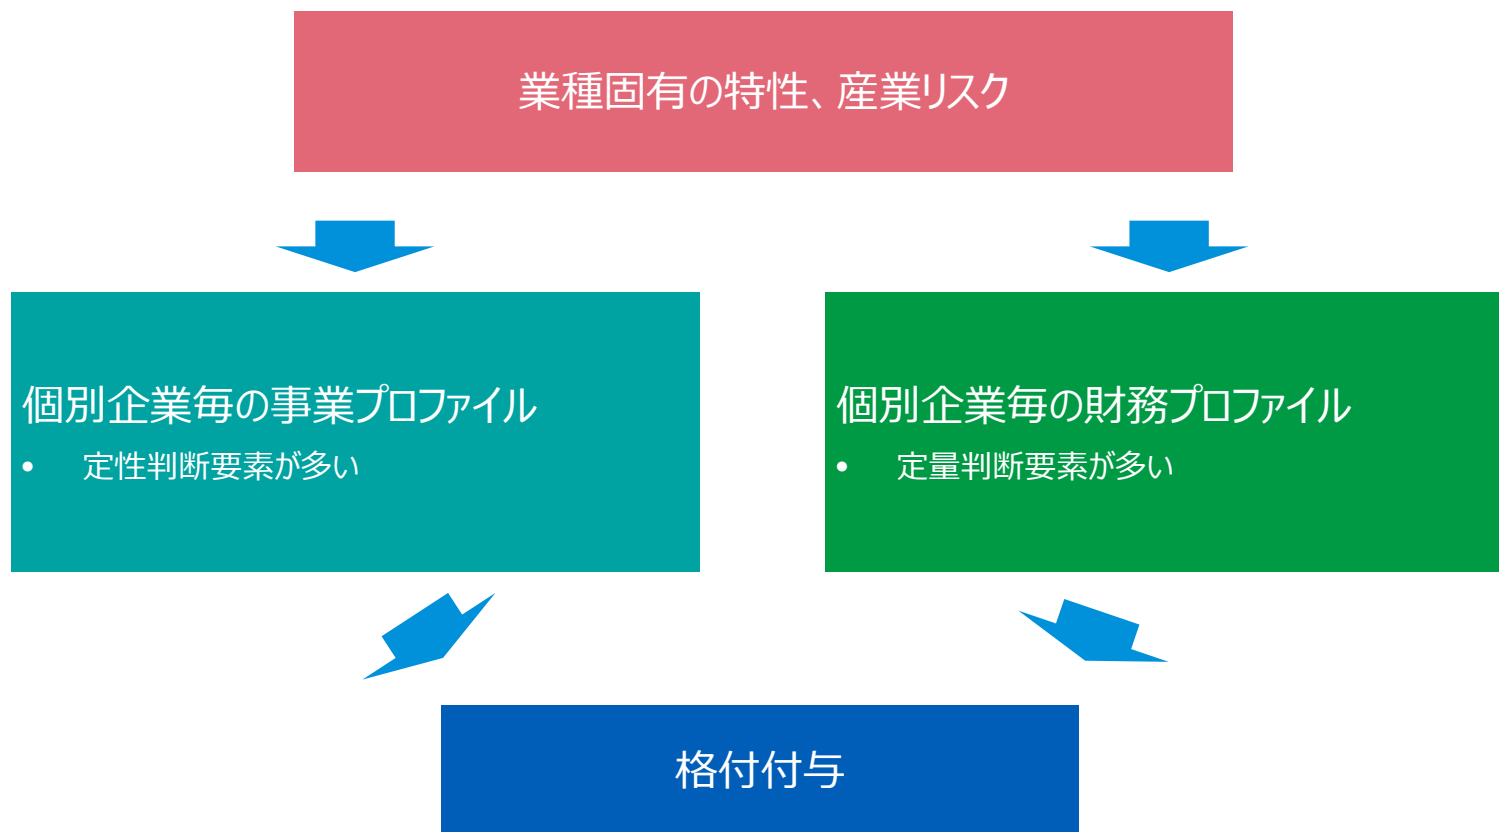 業種固有の特性、産業リスク
個別企業毎の事業プロファイル
• 定性判断要素が多い
個別企業毎の財務プロファイル
• 定量判断要素が多い
格付付与